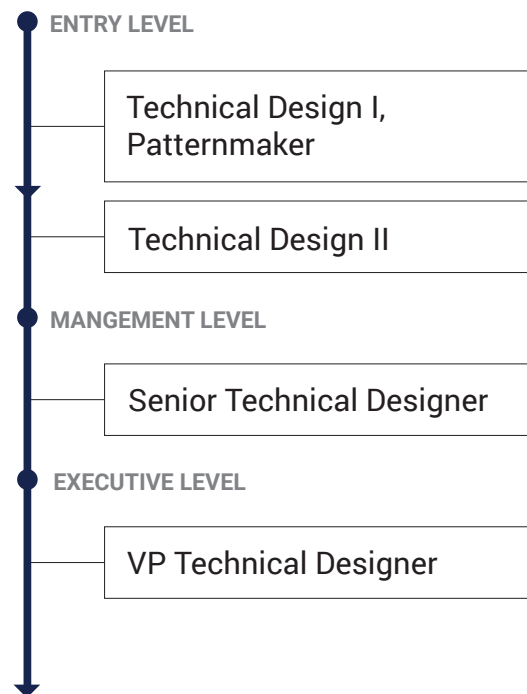 ENTRY LEVEL
Technical Design I,
Patternmaker
Technical Design II
MANGEMENT LEVEL
Senior Technical Designer
EXECUTIVE LEVEL
VP Technical Designer